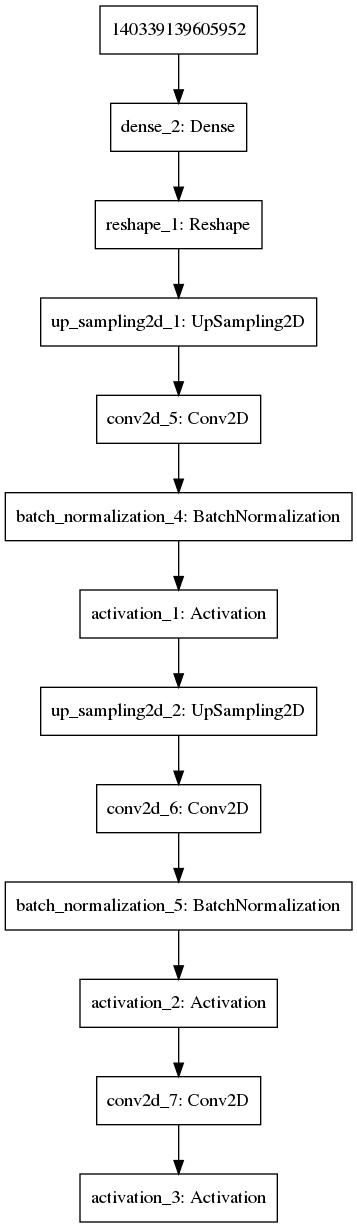 140339139605952
dense_2: Dense
reshape_1: Reshape
up_sampling2d_1: UpSampling2D
conv2d_5: Conv2D
batch_normalization_4: BatchNormalization
activation_1: Activation
up_sampling2d_2: UpSampling2D
conv2d_6: Conv2D
batch_normalization_5: BatchNormalization
activation_2: Activation
conv2d_7: Conv2D
activation_3: Activation